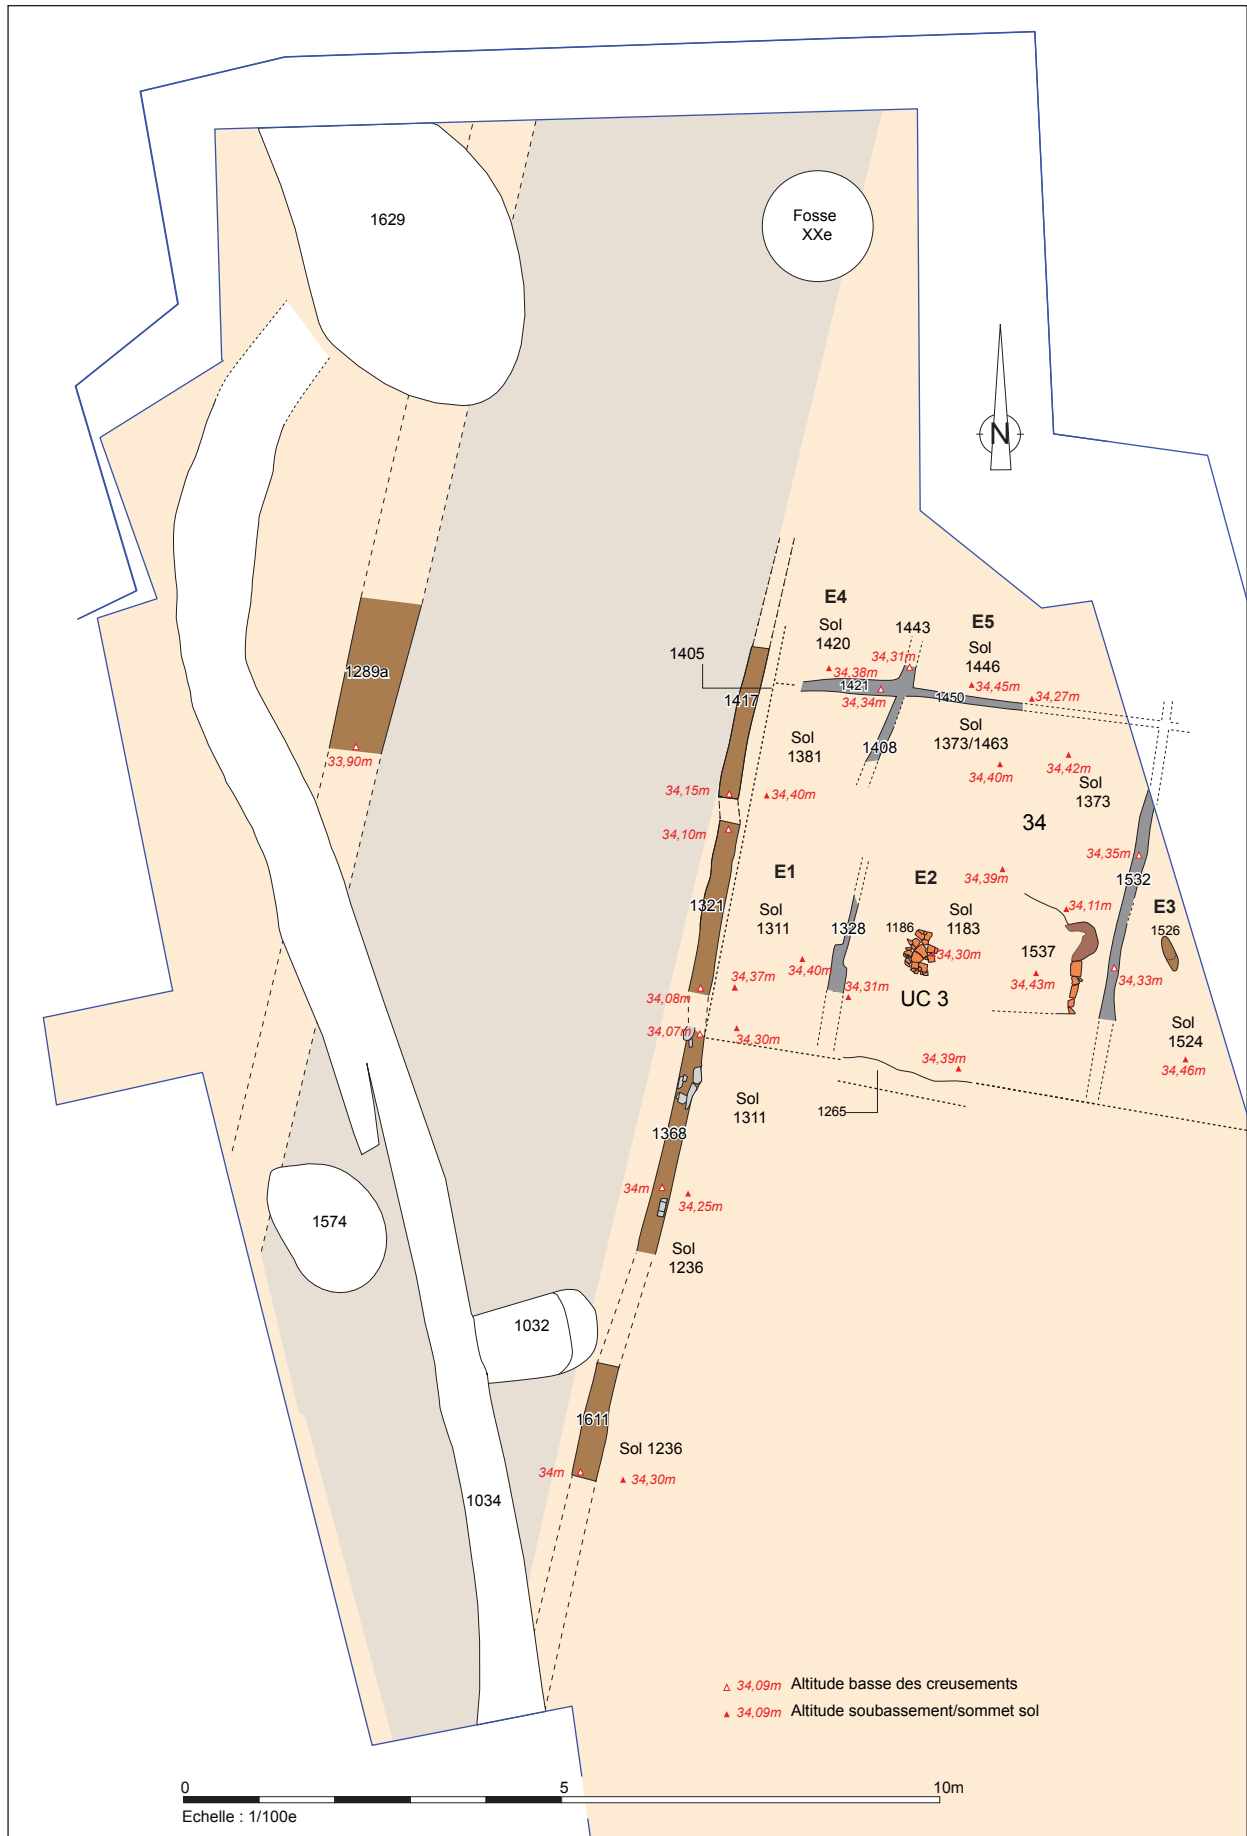 1629
Fosse
XXe
N
E4
Sol
1420
1443
E5
Sol
1446
1405
34,31m
34,38m
1421
34,45m
34,27m
1289a
1417
34,34m
1450
33,90m
Sol
1381
1408
Sol
1373/1463
34,42m
34,40m
Sol
1373
34,15m
34,40m
34
34,10m
34,35m
E1
E2
34,39m
1532
1321
Sol
1311
1328
1186
Sol
1183
34,11m
E3
1526
34,40m
34,30m
1537
34,37m
34,31m
UC 3
34,43m
34,33m
34,08m
34,07m
34,30m
Sol
1524
34,39m
34,46m
Sol
1311
1265
1368
34m
34,25m
1574
Sol
1236
1032
1611
Sol 1236
34m
34,30m
1034
34,09m Altitude basse des creusements
34,09m Altitude soubassement/sommet sol
0 5 10m
Echelle : 1/100e